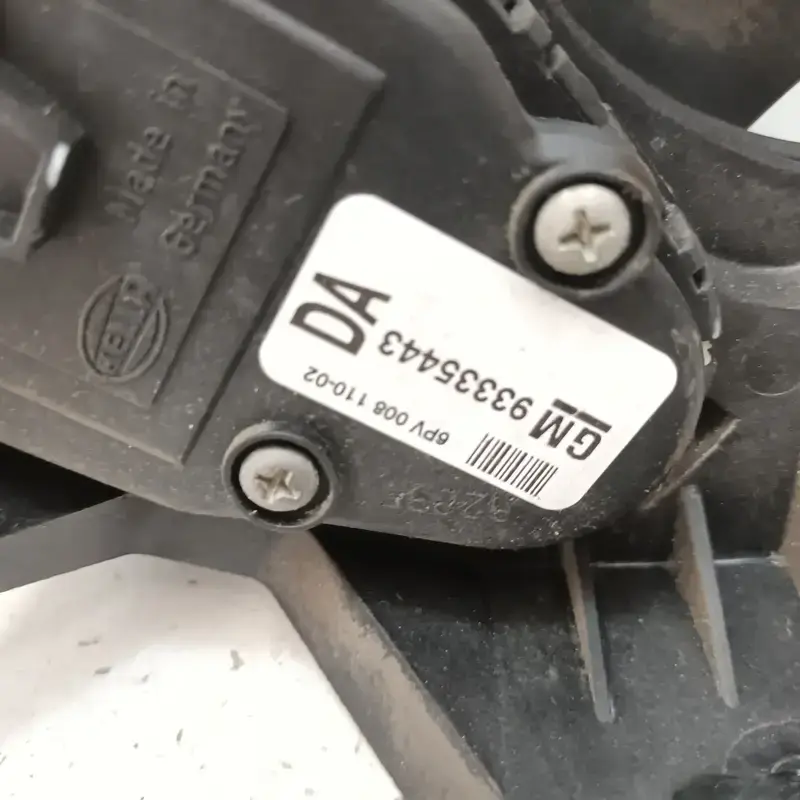 Made in
Germany
HELLA
GM 93335443
DA
6PV 008 110-02